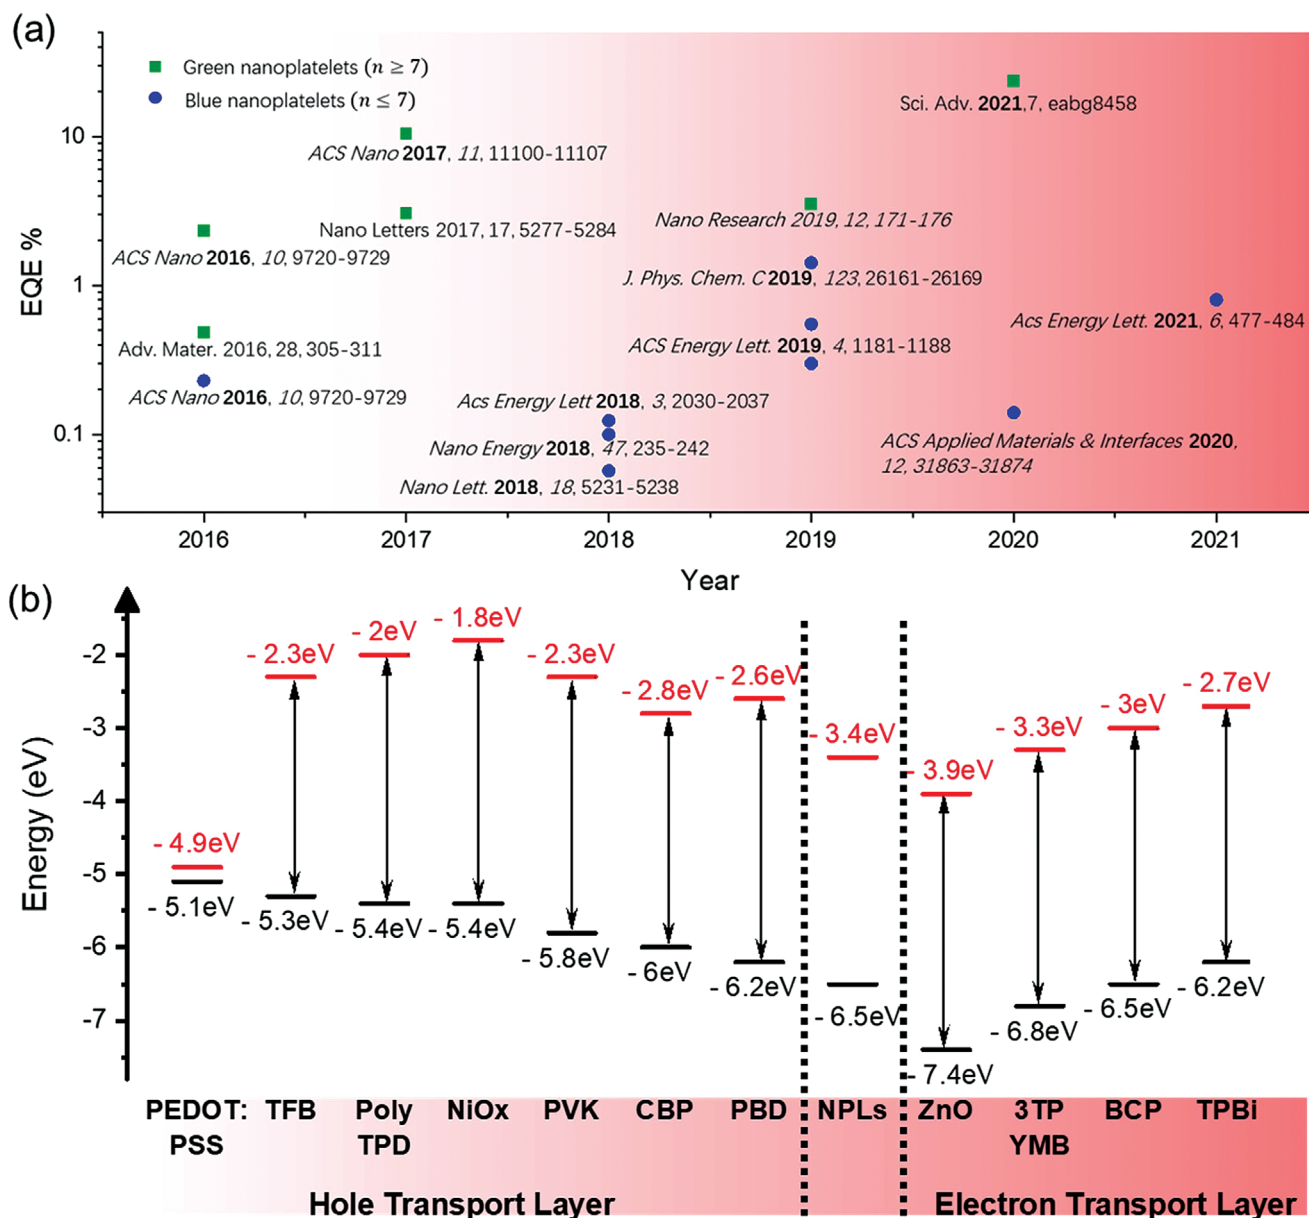 (a)
Green nanoplatelets (n ≥ 7)
Blue nanoplatelets (n ≤ 7)
EQE %
10
1
0.1
Sci. Adv. 2021,7, eabg8458
ACS Nano 2017, 11, 11100-11107
Nano Letters 2017, 17, 5277-5284
Nano Research 2019, 12, 171-176
ACS Nano 2016, 10, 9720-9729
J. Phys. Chem. C 2019, 123, 26161-26169
Acs Energy Lett. 2021, 6, 477-484
Adv. Mater. 2016, 28, 305-311
ACS Energy Lett. 2019, 4, 1181-1188
ACS Nano 2016, 10, 9720-9729
Acs Energy Lett 2018, 3, 2030-2037
Nano Energy 2018, 47, 235-242
ACS Applied Materials & Interfaces 2020,
12, 31863-31874
Nano Lett. 2018, 18, 5231-5238
2016 2017 2018 2019 2020 2021
Year
(b)
Energy (eV)
-2
-3
-4
-5
-6
-7
- 4.9eV
- 5.1eV
- 2.3eV
- 5.3eV
- 2eV
- 5.4eV
- 1.8eV
- 5.4eV
- 2.3eV
- 5.8eV
- 2.8eV
- 6eV
- 2.6eV
- 6.2eV
- 3.4eV
- 6.5eV
- 3.9eV
- 7.4eV
- 3.3eV
- 6.8eV
- 3eV
- 6.5eV
- 2.7eV
- 6.2eV
PEDOT:
PSS
TFB
Poly
TPD
NiOx
PVK
CBP
PBD
NPLs
ZnO
3TP
YMB
BCP
TPBi
Hole Transport Layer
Electron Transport Layer